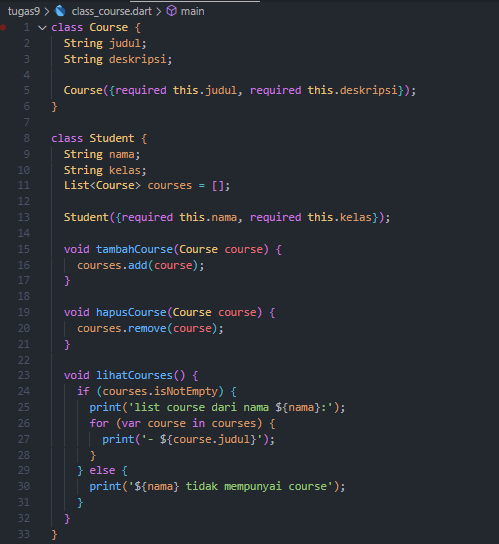 tugas9 > class_course.dart > main
1 class Course {
2 String judul;
3 String deskripsi;
4
5 Course({required this.judul, required this.deskripsi});
6 }
7
8 class Student {
9 String nama;
10 String kelas;
11 List<Course> courses = [];
12
13 Student({required this.nama, required this.kelas});
14
15 void tambahCourse(Course course) {
16 courses.add(course);
17 }
18
19 void hapusCourse(Course course) {
20 courses.remove(course);
21 }
22
23 void lihatCourses() {
24 if (courses.isNotEmpty) {
25 print('list course dari nama ${nama}:');
26 for (var course in courses) {
27 print('- ${course.judul}');
28 }
29 } else {
30 print('${nama} tidak mempunyai course');
31 }
32 }
33 }